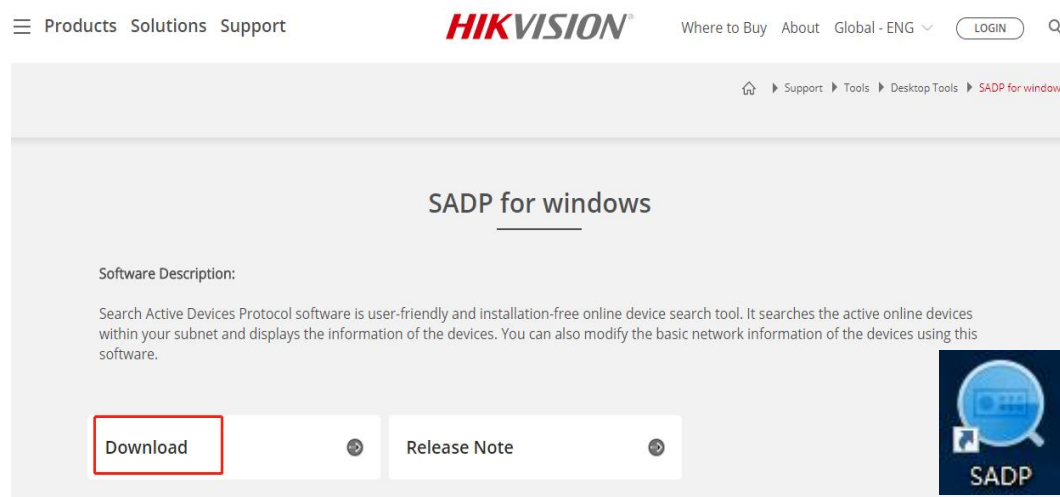 Products Solutions Support HIKVISION® Where to Buy About Global - ENG LOGIN
Support Tools Desktop Tools SADP for window
SADP for windows
Software Description:
Search Active Devices Protocol software is user-friendly and installation-free online device search tool. It searches the active online devices
within your subnet and displays the information of the devices. You can also modify the basic network information of the devices using this
software.
Download Release Note
SADP